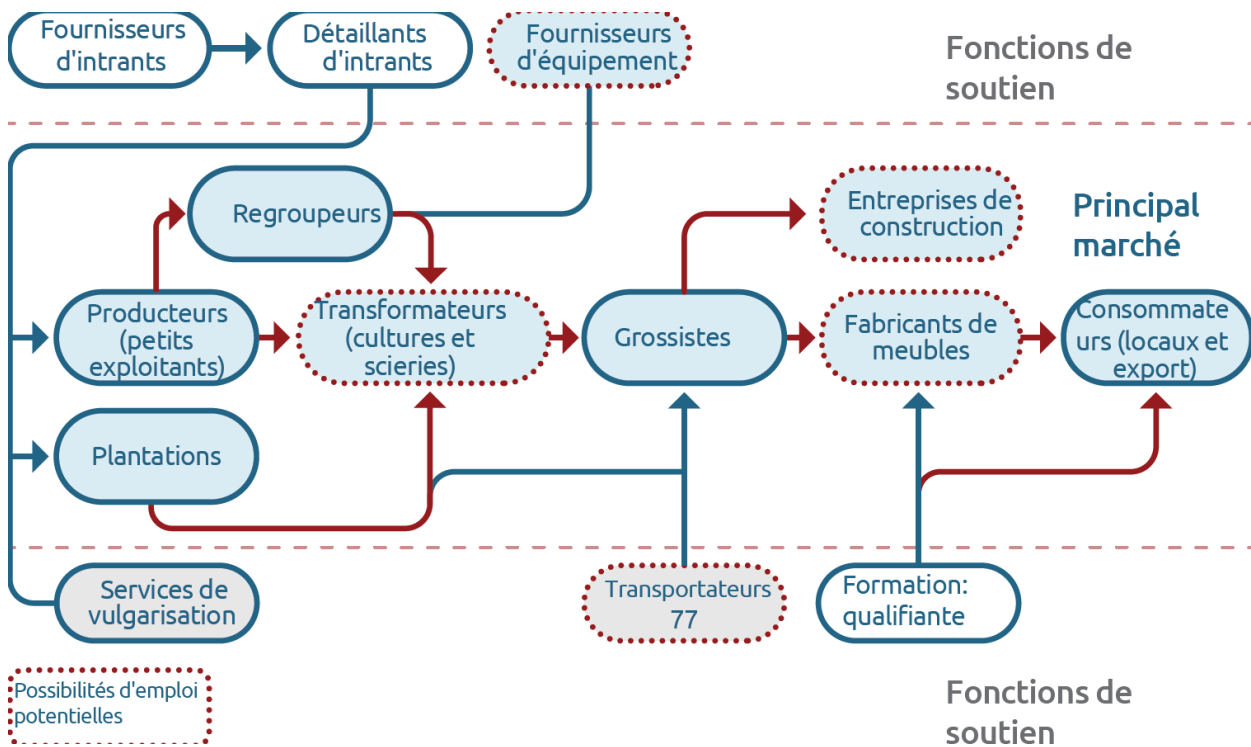 Fournisseurs
d'intrants
Détaillants
d'intrants
Fournisseurs
d'équipement
Fonctions de
soutien
Regroupeurs
Entreprises de
construction
Principal
marché
Producteurs
(petits
exploitants)
Transformateurs
(cultures et
scieries)
Grossistes
Fabricants de
meubles
Consommate
urs (locaux et
export)
Plantations
Services de
vulgarisation
Transportateurs
77
Formation:
qualifiante
Possibilités d'emploi
potentielles
Fonctions de
soutien